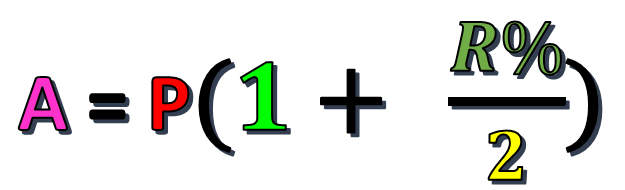 A = P(1 + R%/2)